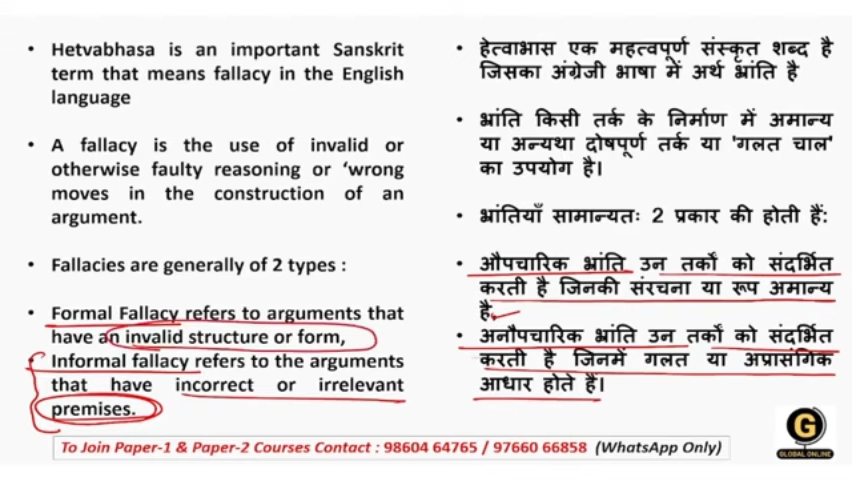 • Hetvabhasa is an important Sanskrit
term that means fallacy in the English
language
• A fallacy is the use of invalid or
otherwise faulty reasoning or ‘wrong
moves in the construction of an
argument.
• Fallacies are generally of 2 types :
• Formal Fallacy refers to arguments that
have an invalid structure or form,
• Informal fallacy refers to the arguments
that have incorrect or irrelevant
premises.
• हेत्वाभास एक महत्वपूर्ण संस्कृत शब्द है
जिसका अंग्रेजी भाषा में अर्थ भ्रांति है
• भ्रांति किसी तर्क के निर्माण में अमान्य
या अन्यथा दोषपूर्ण तर्क या 'गलत चाल'
का उपयोग है।
• भ्रांतियाँ सामान्यतः 2 प्रकार की होती हैं:
• औपचारिक भ्रांति उन तर्कों को संदर्भित
करती है जिनकी संरचना या रूप अमान्य
है,
• अनौपचारिक भ्रांति उन तर्कों को संदर्भित
करती है जिनमें गलत या अप्रासंगिक
आधार होते हैं।
To Join Paper-1 & Paper-2 Courses Contact : 98604 64765 / 97660 66858 (WhatsApp Only)
G
GLOBAL ONLINE